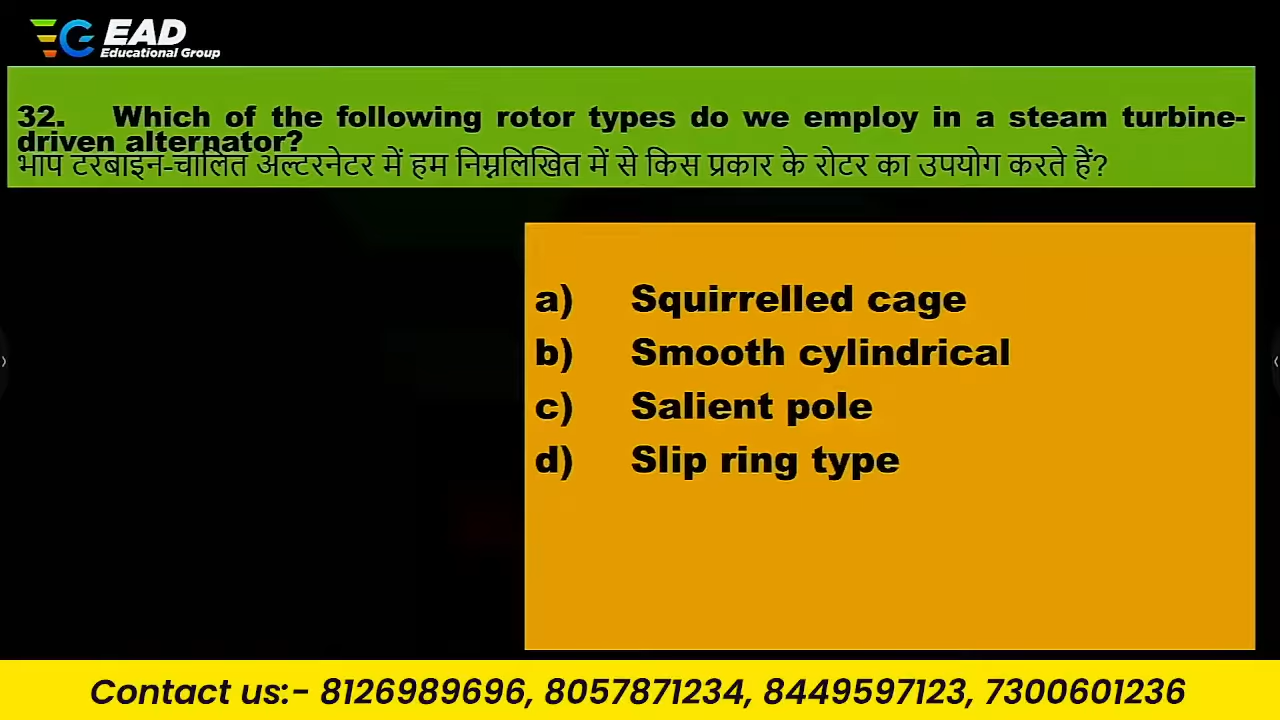 EAD
Educational Group
32. Which of the following rotor types do we employ in a steam turbine-
driven alternator?
भाप टरबाइन-चालित अल्टरनेटर में हम निम्नलिखित में से किस प्रकार के रोटर का उपयोग करते हैं?
a) Squirrelled cage
b) Smooth cylindrical
c) Salient pole
d) Slip ring type
Contact us:- 8126989696, 8057871234, 8449597123, 7300601236